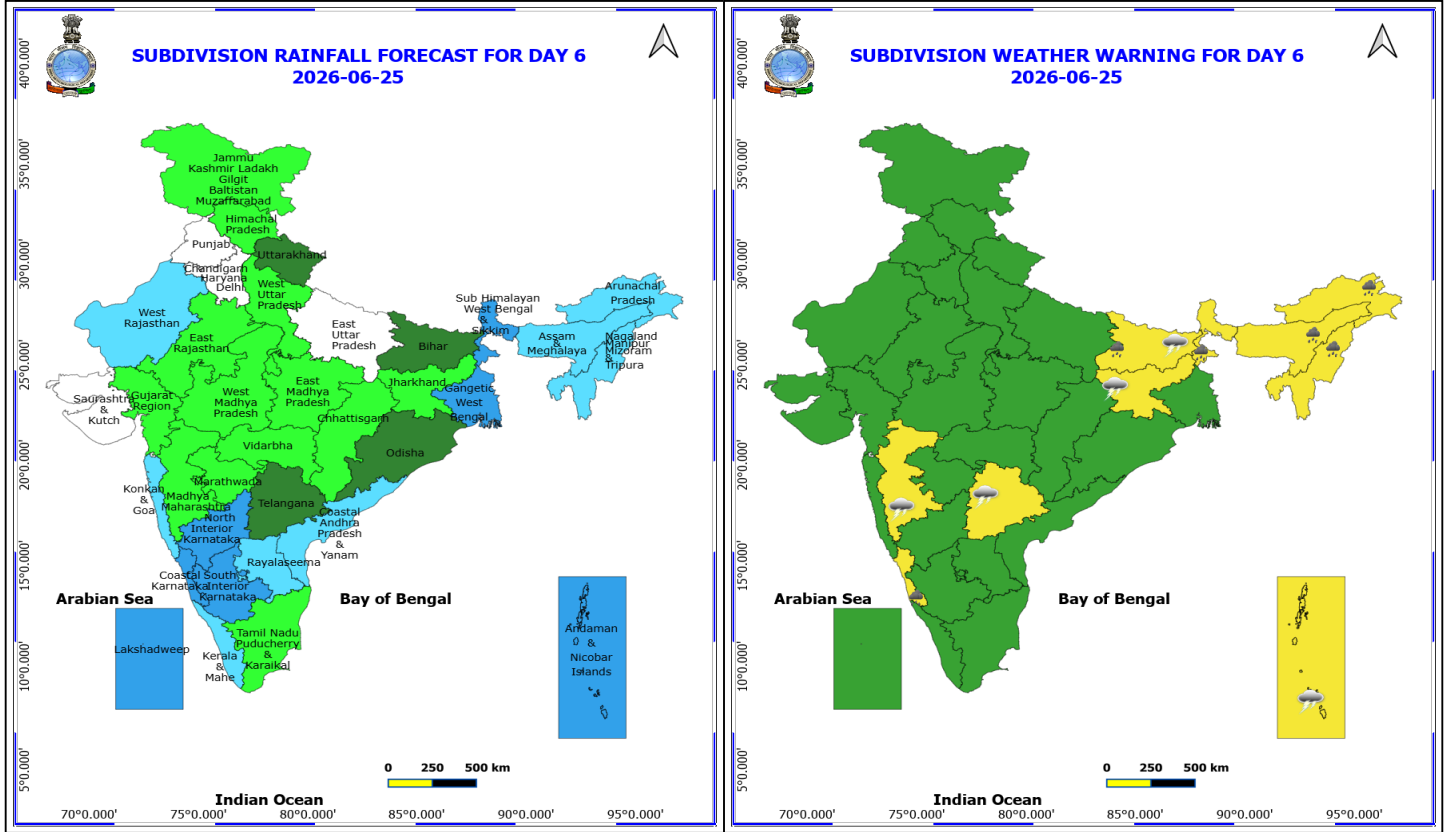 SUBDIVISION RAINFALL FORECAST FOR DAY 6
2026-06-25
40°0.000'
35°0.000'
30°0.000'
25°0.000'
20°0.000'
15°0.000'
10°0.000'
5°0.000'
Jammu
Kashmir Ladakh
Gilgit
Baltistan
Muzaffarabad
Himachal
Pradesh
Punjab
Uttarakhand
Chandigarh
Haryana
Delhi
West
Uttar
Pradesh
West
Rajasthan
East
Rajasthan
East
Uttar
Pradesh
Sub Himalayan
West Bengal
&
Sikkim
Arunachal
Pradesh
Assam
&
Meghalaya
Nagaland
Manipur
Mizoram
&
Tripura
Bihar
Jharkhand
Gangetic
West
Bengal
Saurashtra
&
Kutch
Gujarat
Region
West
Madhya
Pradesh
East
Madhya
Pradesh
Chhattisgarh
Vidarbha
Odisha
Konkan
&
Goa
Madhya
Maharashtra
Marathwada
Telangana
North
Interior
Karnataka
Coastal
Andhra
Pradesh
&
Yanam
Rayalaseema
Coastal
Karnataka
South
Interior
Karnataka
Arabian Sea
Bay of Bengal
Lakshadweep
Kerala
&
Mahe
Tamil Nadu
Puducherry
&
Karaikal
Andaman
&
Nicobar
Islands
0 250 500 km
Indian Ocean
70°0.000' 75°0.000' 80°0.000' 85°0.000' 90°0.000' 95°0.000'
SUBDIVISION WEATHER WARNING FOR DAY 6
2026-06-25
40°0.000'
35°0.000'
30°0.000'
25°0.000'
20°0.000'
15°0.000'
10°0.000'
5°0.000'
Arabian Sea
Bay of Bengal
0 250 500 km
Indian Ocean
70°0.000' 75°0.000' 80°0.000' 85°0.000' 90°0.000' 95°0.000'